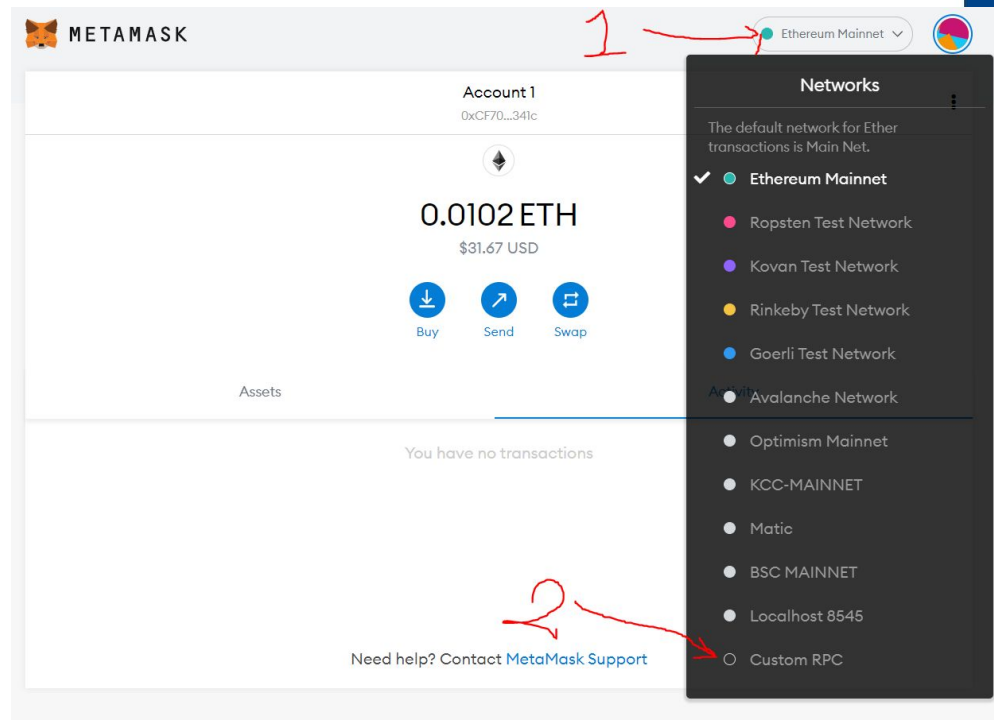 METAMASK
1
Ethereum Mainnet
Account 1
0xCF70...341c
0.0102 ETH
$31.67 USD
Buy Send Swap
Assets Activity
You have no transactions
2
Need help? Contact MetaMask Support
Networks
The default network for Ether
transactions is Main Net.
Ethereum Mainnet
Ropsten Test Network
Kovan Test Network
Rinkeby Test Network
Goerli Test Network
Avalanche Network
Optimism Mainnet
KCC-MAINNET
Matic
BSC MAINNET
Localhost 8545
Custom RPC